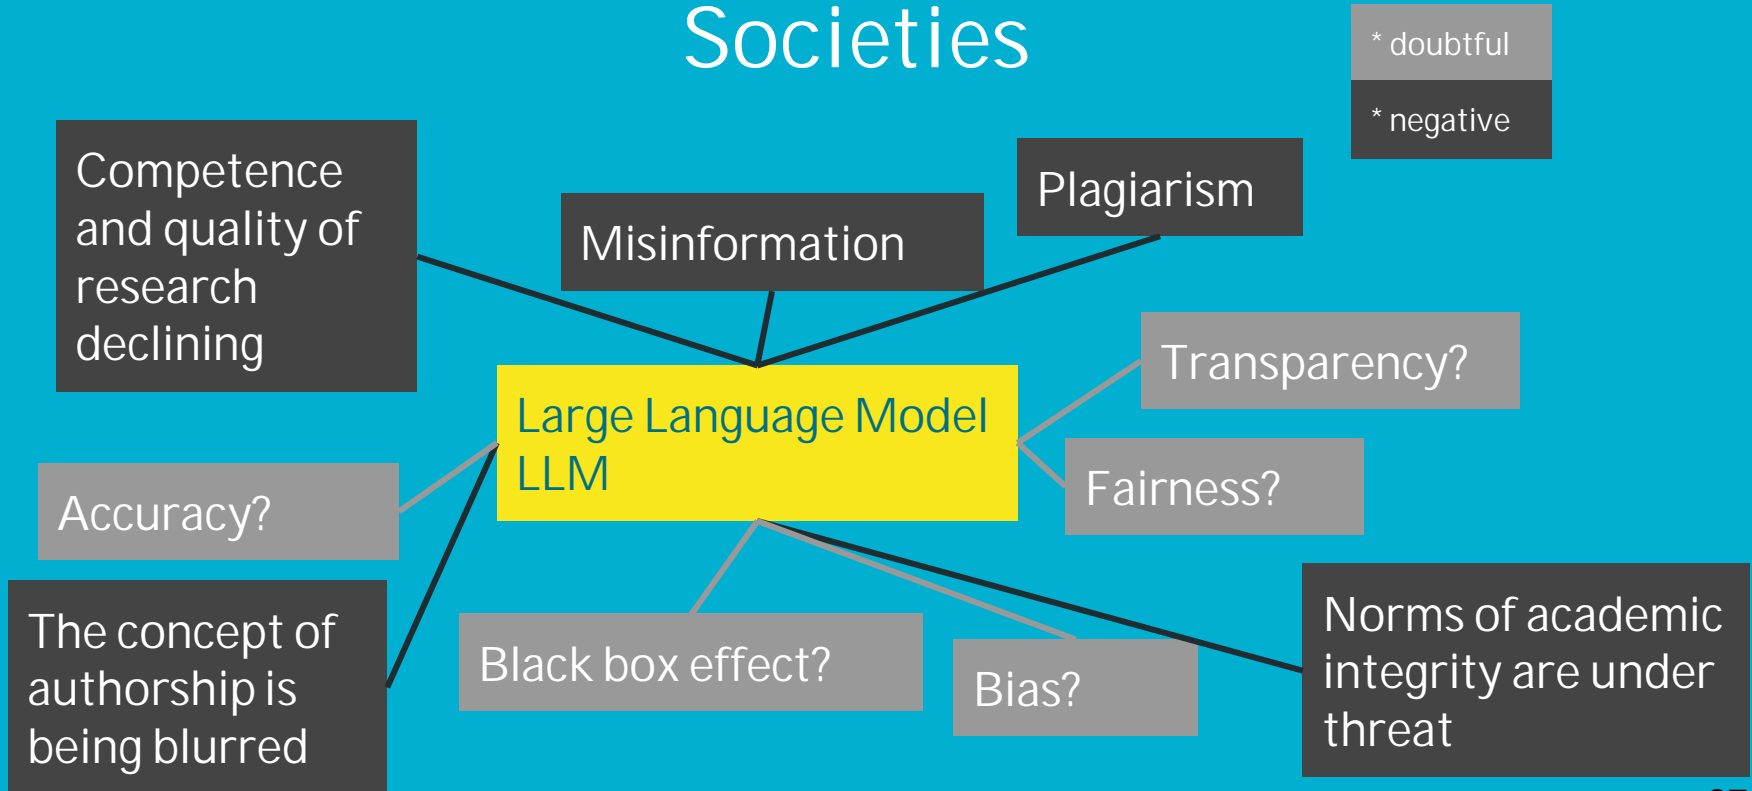 Societies
* doubtful
* negative
Competence
and quality of
research
declining
Misinformation
Plagiarism
Transparency?
Large Language Model
LLM
Fairness?
Accuracy?
The concept of
authorship is
being blurred
Black box effect?
Bias?
Norms of academic
integrity are under
threat